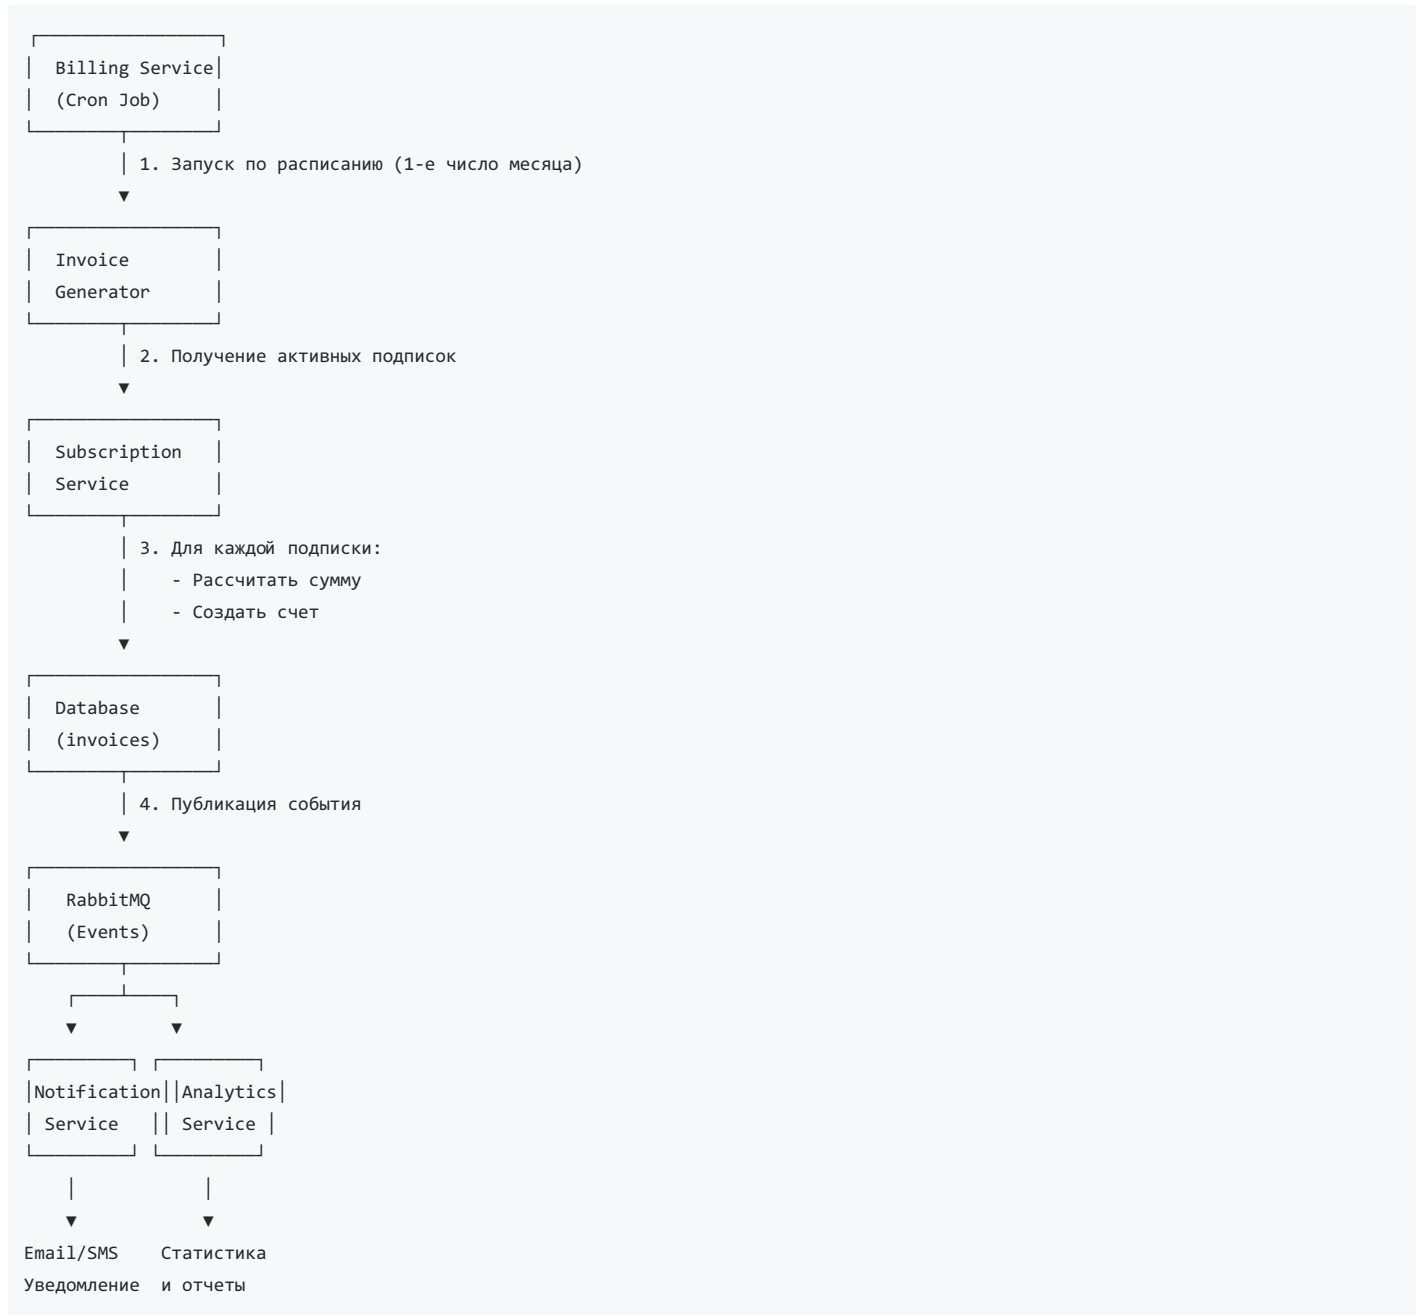 Billing Service
(Cron Job)
1. Запуск по расписанию (1-е число месяца)
Invoice
Generator
2. Получение активных подписок
Subscription
Service
3. Для каждой подписки:
- Рассчитать сумму
- Создать счет
Database
(invoices)
4. Публикация события
RabbitMQ
(Events)
Notification Analytics
Service Service
Email/SMS Статистика
Уведомление и отчеты